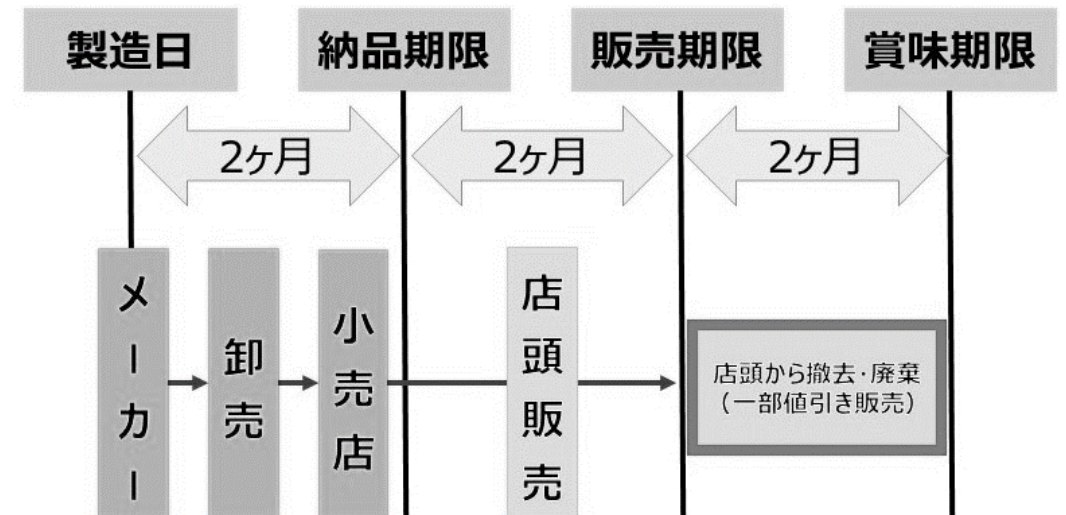 製造日
納品期限
販売期限
賞味期限
2ヶ月
2ヶ月
2ヶ月
メーカー
卸売
小売店
店頭販売
店頭から撤去・廃棄
（一部値引き販売）